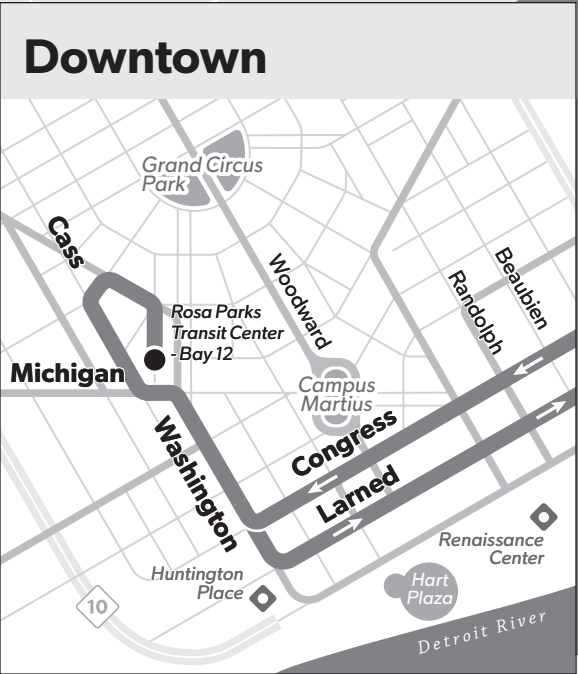 Downtown
Grand Circus
Park
Cass
Woodward
Beaubien
Randolph
Rosa Parks
Transit Center
- Bay 12
Michigan
Campus
Martius
Washington
Congress
Larned
Renaissance
Center
Huntington
Place
Hart
Plaza
10
Detroit River